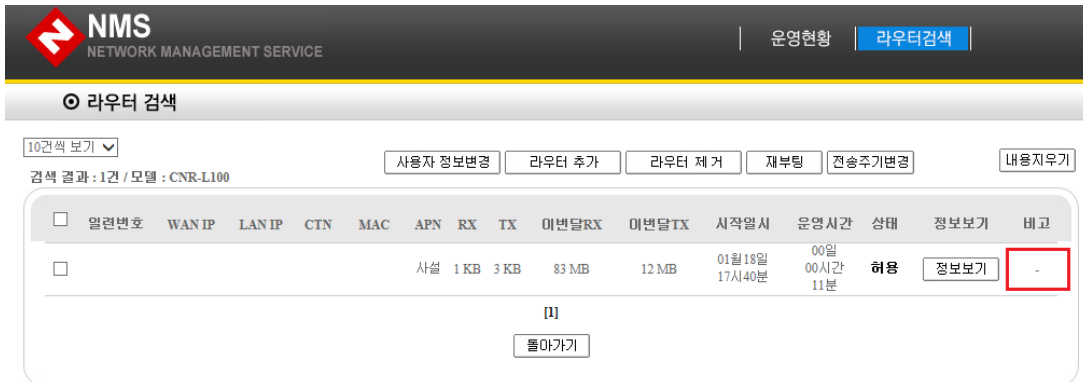 NMS
NETWORK MANAGEMENT SERVICE
운영현황 라우터검색
라우터 검색
10건씩 보기
사용자 정보변경 라우터 추가 라우터 제거 재부팅 전송주기변경 내용지우기
검색 결과 : 1건 / 모델 : CNR-L100
일련번호 WAN IP LAN IP CTN MAC APN RX TX 이번달RX 이번달TX 시작일시 운영시간 상태 정보보기 비고
사설 1 KB 3 KB 83 MB 12 MB 01월18일 17시40분 00일 00시간 11분 허용 정보보기 -
[1]
돌아가기